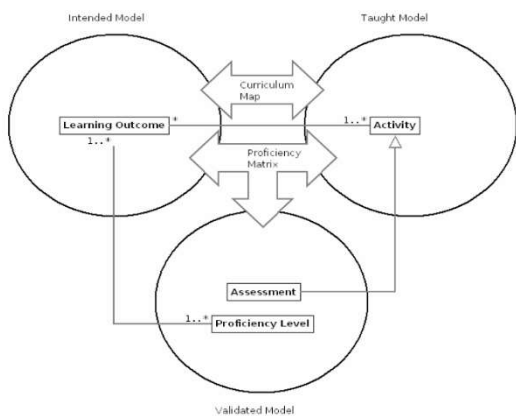 Intended Model
Taught Model
Curriculum
Map
Learning Outcome
*
1..*
Activity
1..*
Proficiency
Matrix
Assessment
1..*
Proficiency Level
Validated Model